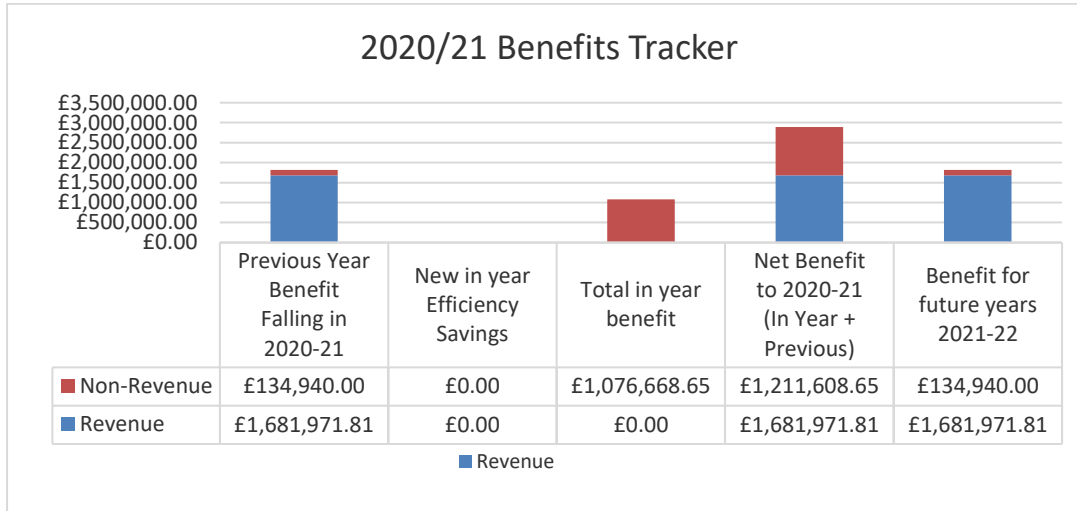 2020/21 Benefits Tracker
£3,500,000.00
£3,000,000.00
£2,500,000.00
£2,000,000.00
£1,500,000.00
£1,000,000.00
£500,000.00
£0.00
Previous Year
Benefit
Falling in
2020-21
New in year
Efficiency
Savings
Total in year
benefit
Net Benefit
to 2020-21
(In Year +
Previous)
Benefit for
future years
2021-22
Non-Revenue £134,940.00 £0.00 £1,076,668.65 £1,211,608.65 £134,940.00
Revenue £1,681,971.81 £0.00 £0.00 £1,681,971.81 £1,681,971.81
Revenue